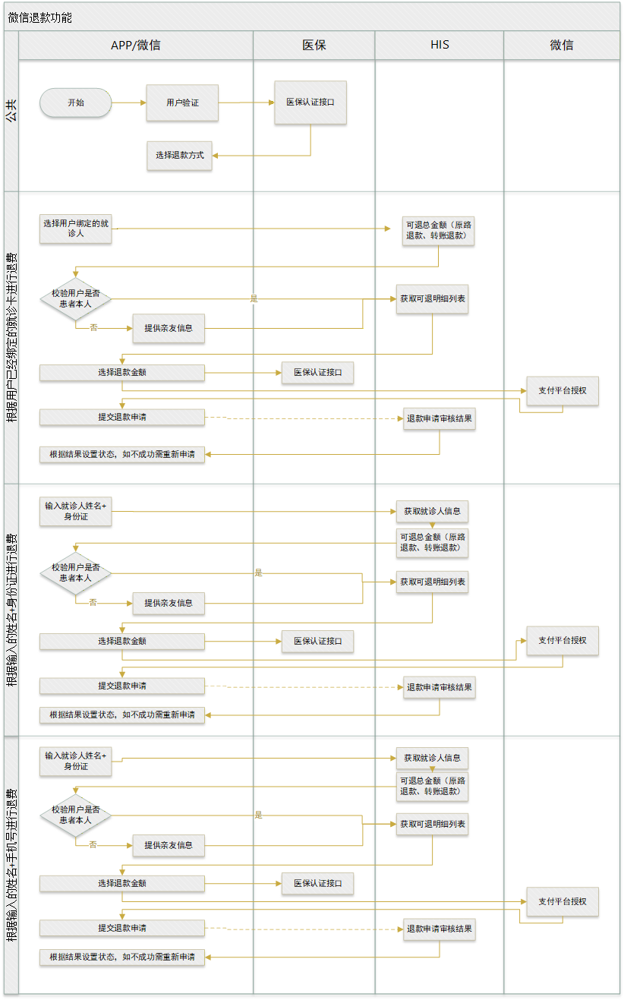 微信退款功能
APP/微信
医保
HIS
微信
公共
开始
用户验证
医保认证接口
选择退款方式
根据用户已经绑定的就诊卡进行退费
选择用户绑定的就
诊人
可退总金额（原路
退款、转账退款）
校验用户是否
患者本人
是
获取可退明细列表
否
提供亲友信息
选择退款金额
医保认证接口
支付平台授权
提交退款申请
退款申请审核结果
根据结果设置状态，如不成功需重新申请
根据输入的姓名+身份证进行退费
输入就诊人姓名+
身份证
获取就诊人信息
可退总金额（原路
退款、转账退款）
校验用户是否
患者本人
是
获取可退明细列表
否
提供亲友信息
选择退款金额
医保认证接口
支付平台授权
提交退款申请
退款申请审核结果
根据结果设置状态，如不成功需重新申请
根据输入的姓名+手机号进行退费
输入就诊人姓名+
身份证
获取就诊人信息
可退总金额（原路
退款、转账退款）
校验用户是否
患者本人
是
获取可退明细列表
否
提供亲友信息
选择退款金额
医保认证接口
支付平台授权
提交退款申请
退款申请审核结果
根据结果设置状态，如不成功需重新申请